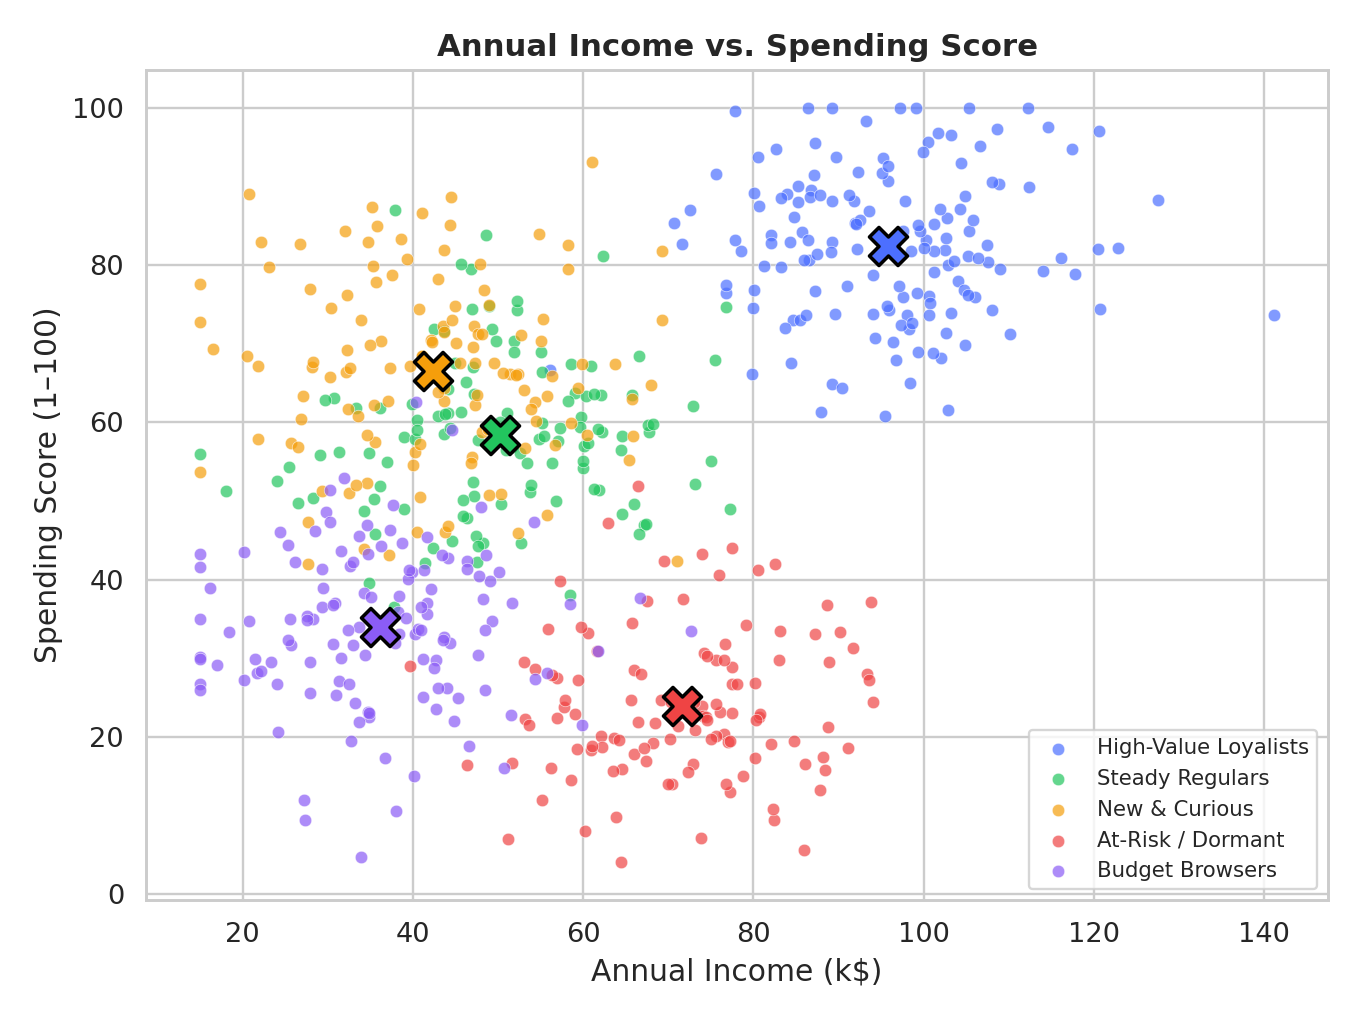 Annual Income vs. Spending Score
100
80
60
40
20
0
Spending Score (1–100)
High-Value Loyalists
Steady Regulars
New & Curious
At-Risk / Dormant
Budget Browsers
20 40 60 80 100 120 140
Annual Income (k$)